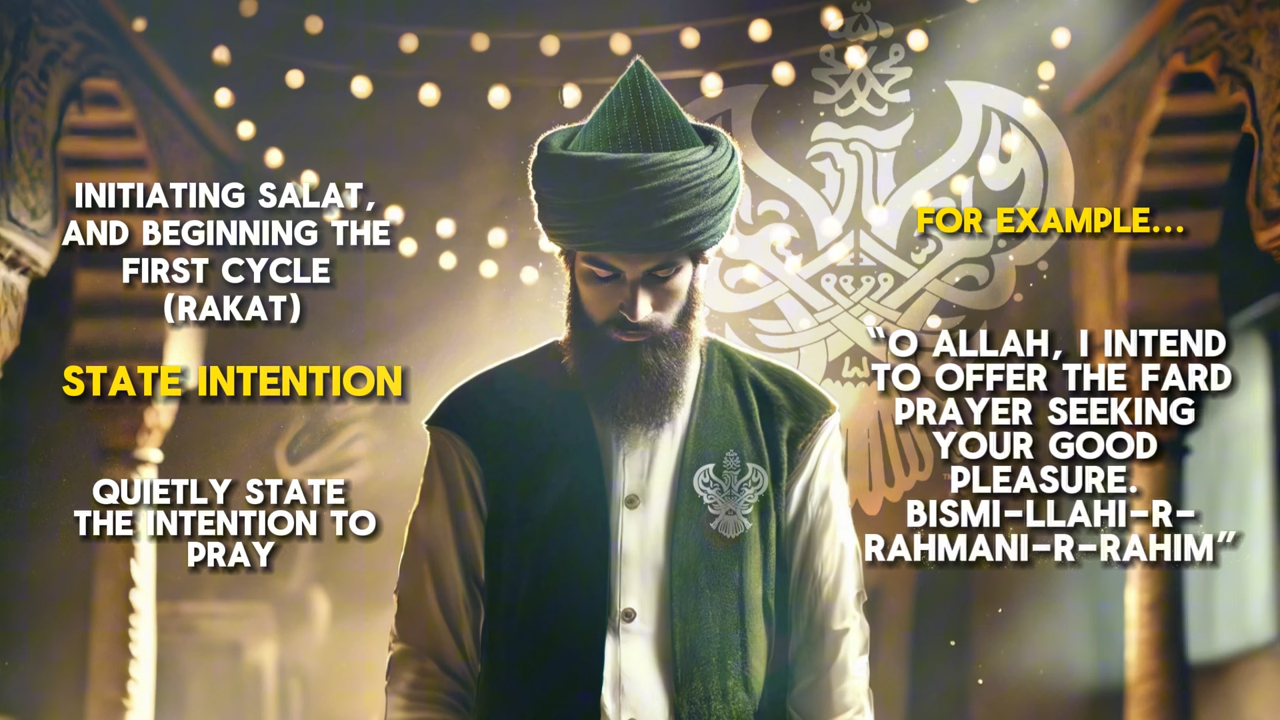 INITIATING SALAT,
AND BEGINNING THE
FIRST CYCLE
(RAKAT)
STATE INTENTION
QUIETLY STATE
THE INTENTION TO
PRAY
FOR EXAMPLE...
"O ALLAH, I INTEND
TO OFFER THE FARD
PRAYER SEEKING
YOUR GOOD
PLEASURE.
BISMI-LLAHI-R-
RAHMANI-R-RAHIM"